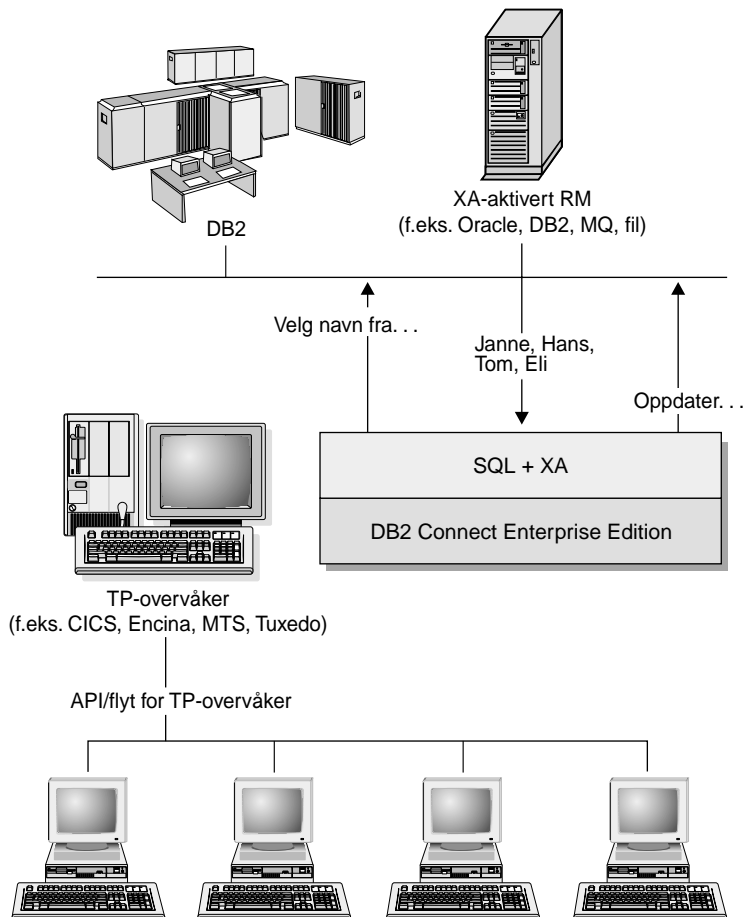 DB2
XA-aktivert RM
(f.eks. Oracle, DB2, MQ, fil)
Velg navn fra. . .
Janne, Hans,
Tom, Eli
Oppdater. . .
SQL + XA
DB2 Connect Enterprise Edition
TP-overvåker
(f.eks. CICS, Encina, MTS, Tuxedo)
API/flyt for TP-overvåker